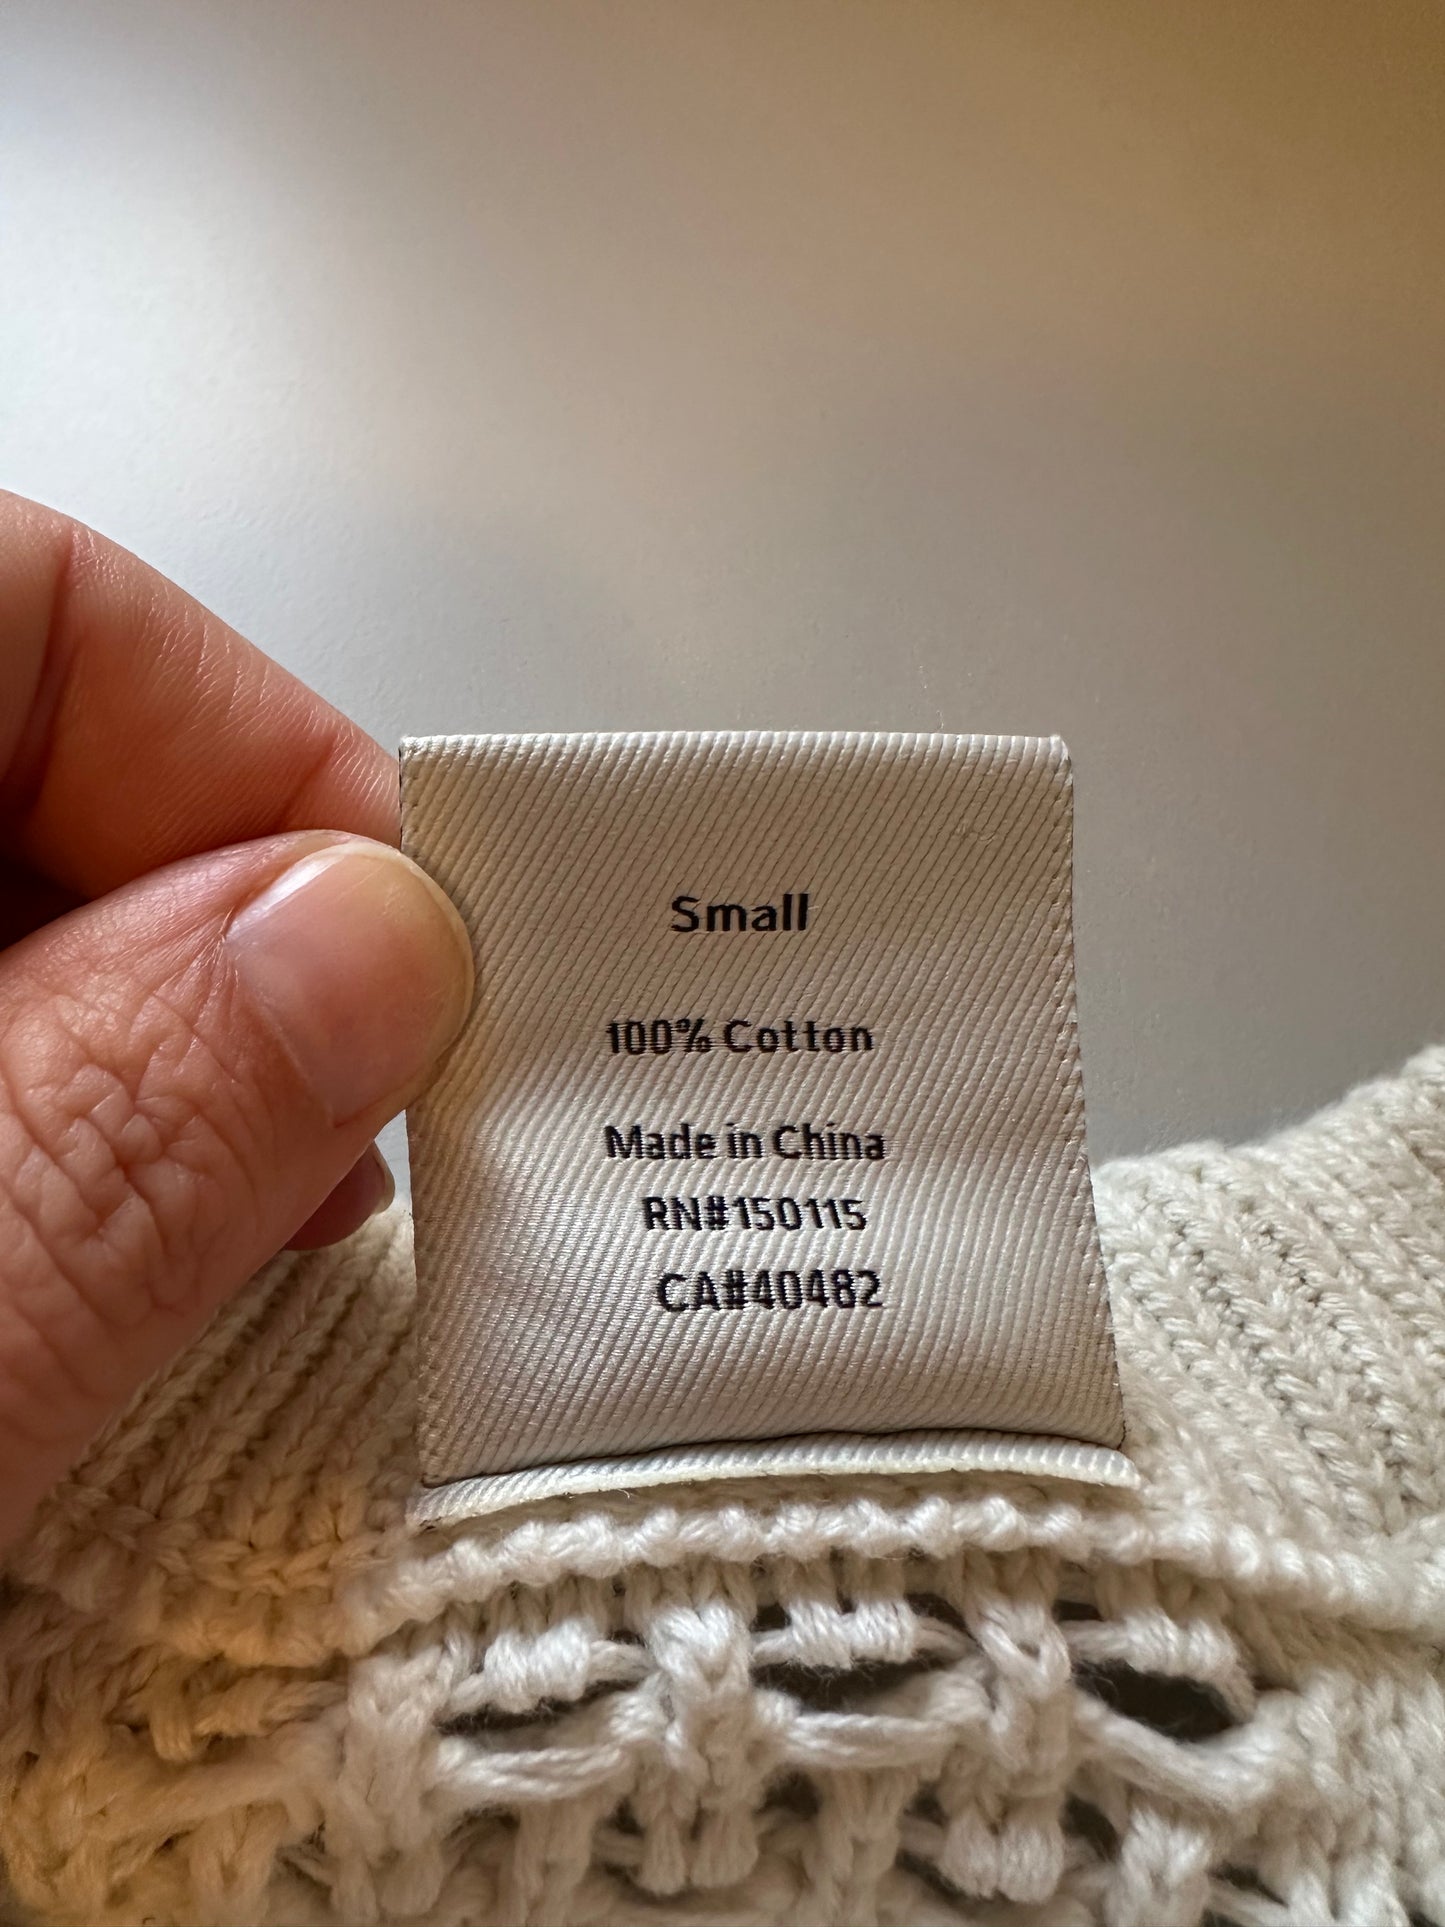 Small
100% Cotton
Made in China
RN#150115
CA#40482